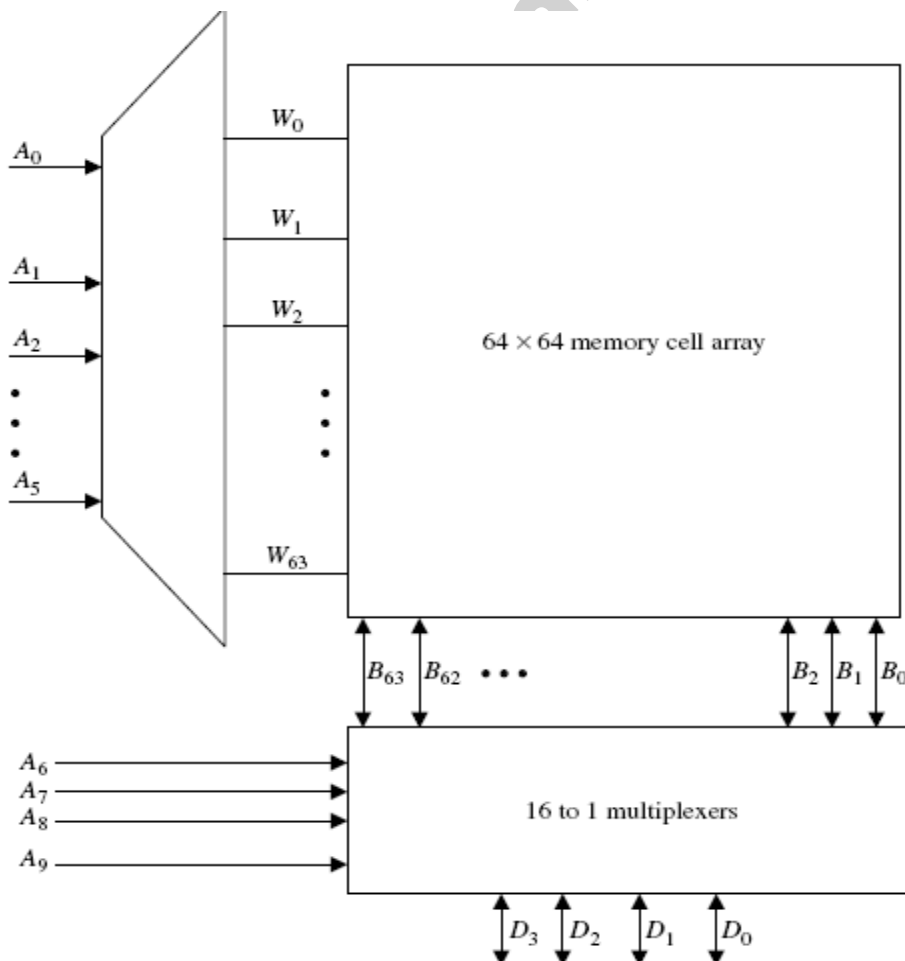 W₀
A₀
W₁
A₁
W₂
A₂
64 × 64 memory cell array
A₅
W₆₃
B₆₃ B₆₂ B₂ B₁ B₀
A₆
A₇
A₈
A₉
16 to 1 multiplexers
D₃ D₂ D₁ D₀